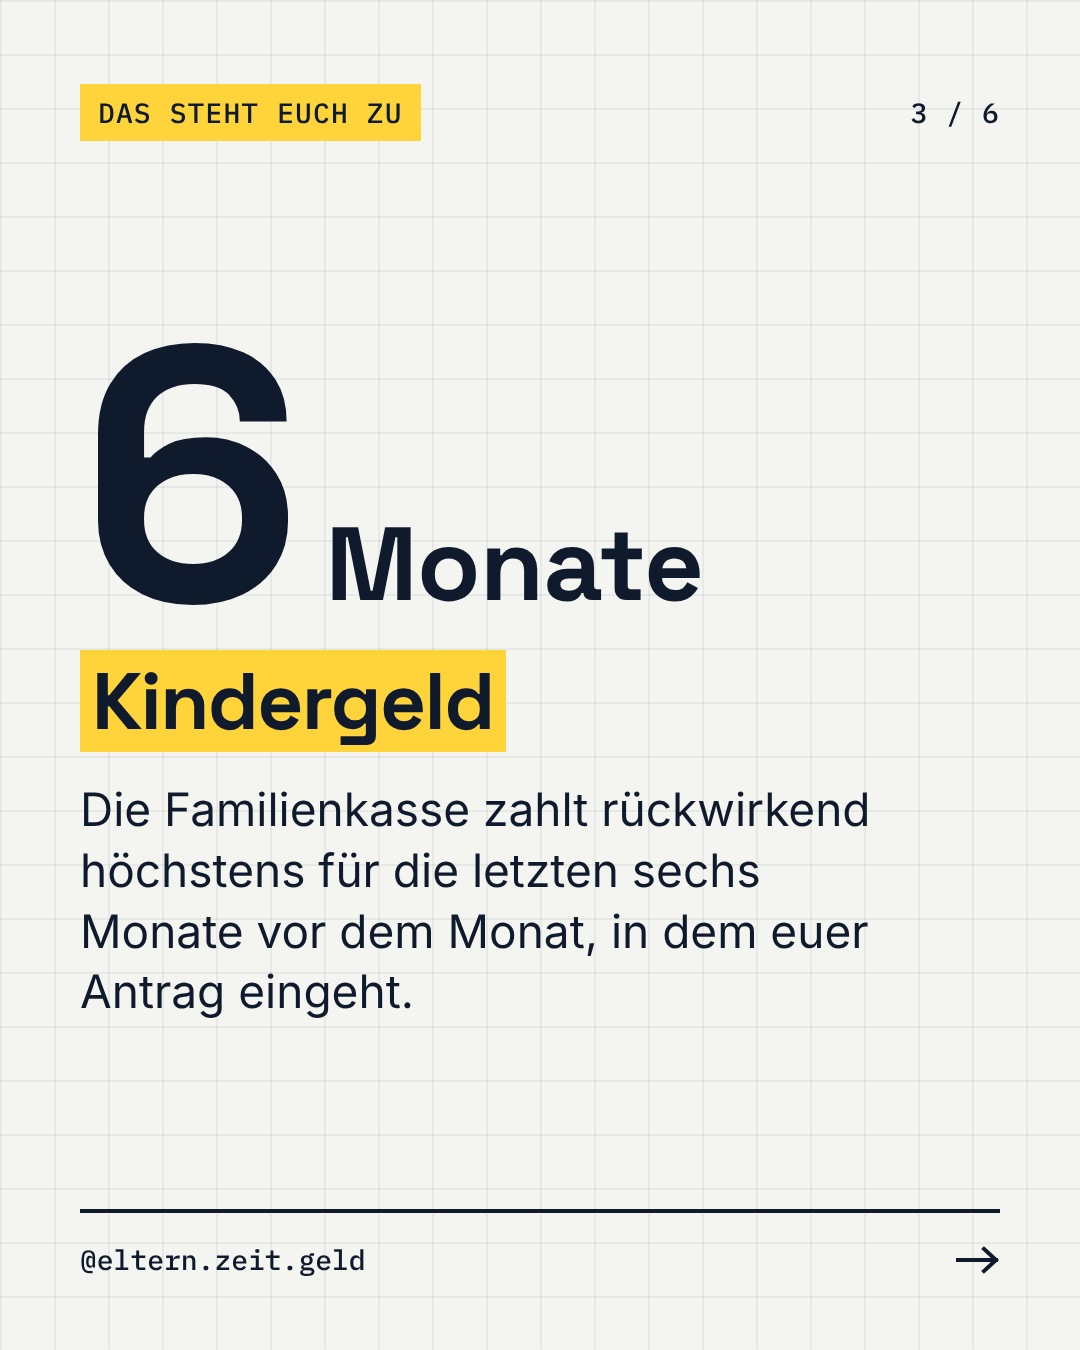 DAS STEHT EUCH ZU
3 / 6
6 Monate
Kindergeld
Die Familienkasse zahlt rückwirkend
höchstens für die letzten sechs
Monate vor dem Monat, in dem euer
Antrag eingeht.
@eltern.zeit.geld